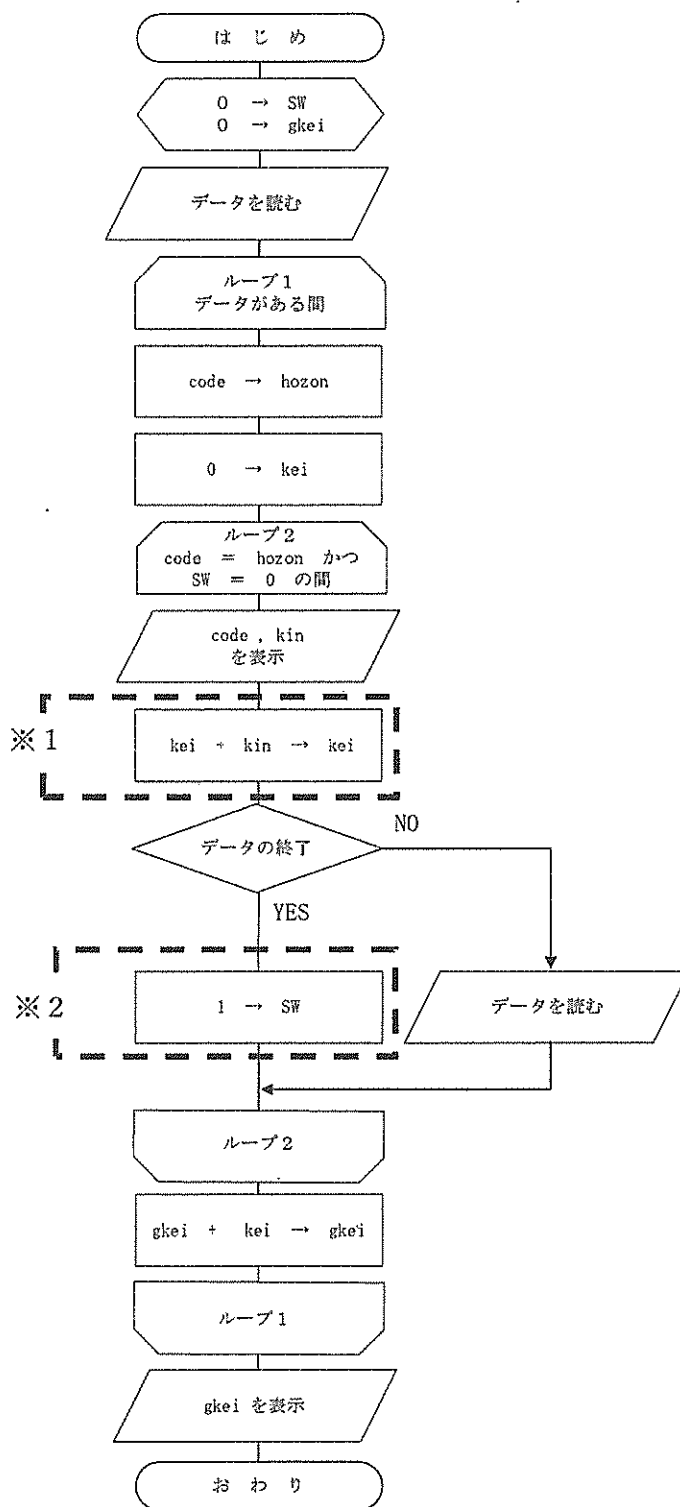 は じ め
0 → SW
0 → gkei
データを読む
ループ1
データがある間
code → hozon
0 → kei
ループ2
code = hozon かつ
SW = 0 の間
code , kin
を表示
※1
kei + kin → kei
データの終了
NO
YES
※2
1 → SW
データを読む
ループ2
gkei + kei → gkei
ループ1
gkei を表示
お わ り